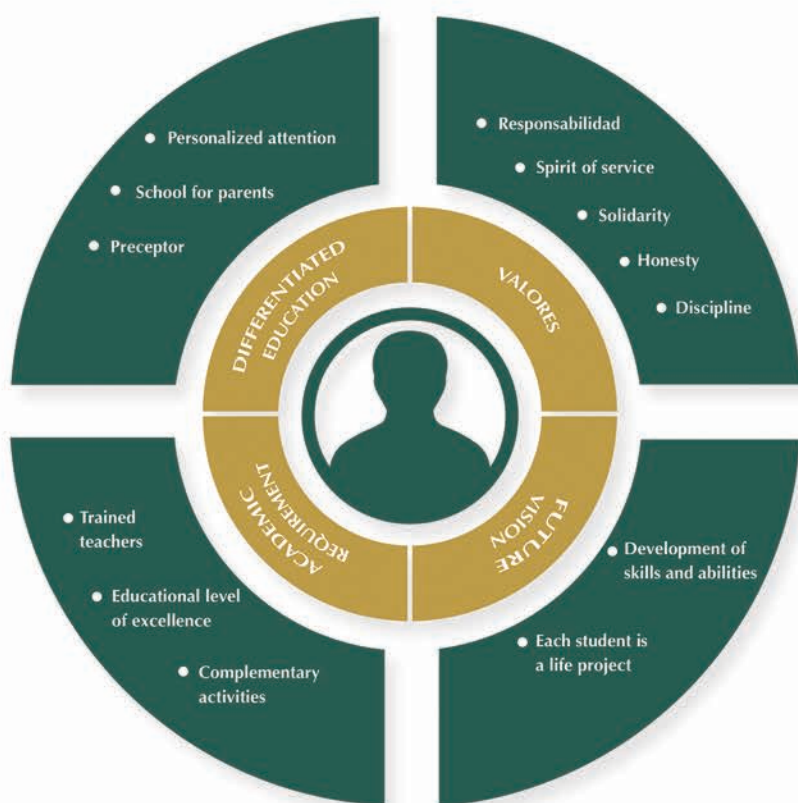 Personalized attention
School for parents
Preceptor
Responsabilidad
Spirit of service
Solidarity
Honesty
Discipline
DIFFERENTIATED
EDUCATION
VALORES
ACADEMIC
REQUIREMENT
FUTURE
VISION
Trained
teachers
Educational level
of excellence
Complementary
activities
Development of
skills and abilities
Each student is
a life project